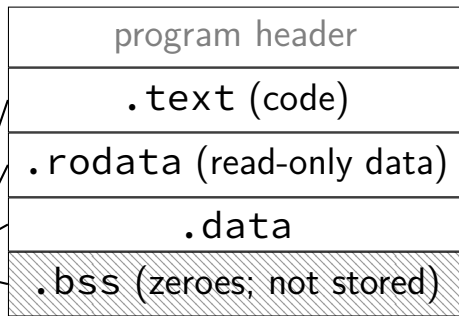 program header
.text (code)
.rodata (read-only data)
.data
.bss (zeroes; not stored)